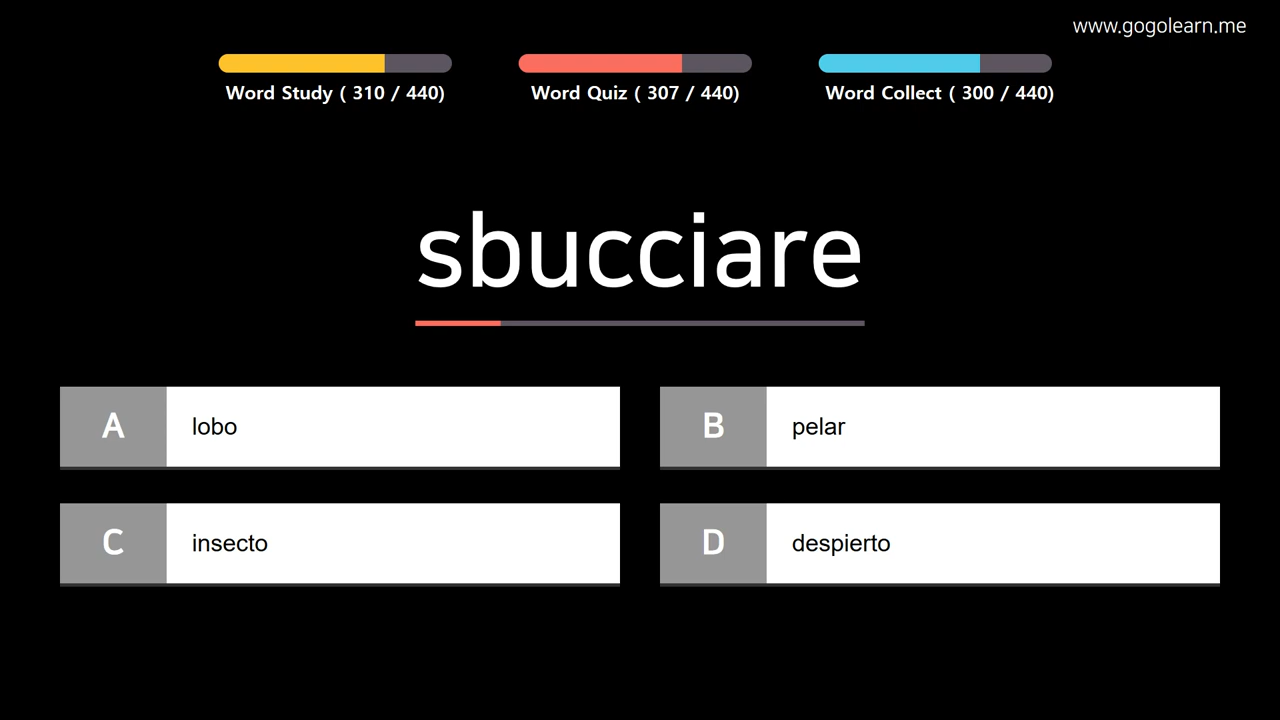 www.gogolearn.me
Word Study ( 310 / 440)
Word Quiz ( 307 / 440)
Word Collect ( 300 / 440)
sbucciare
A lobo
B pelar
C insecto
D despierto